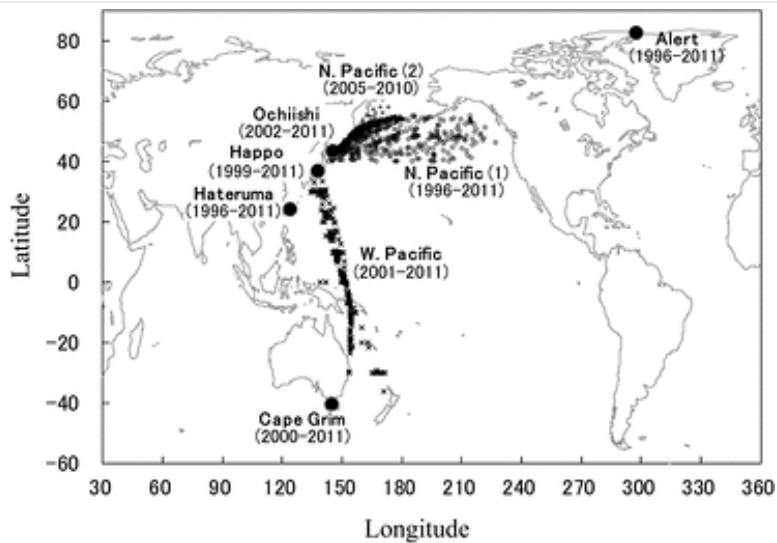 80
60
40
20
0
-20
-40
-60
Latitude
Alert
(1996-2011)
N. Pacific (2)
(2005-2010)
Ochiishi
(2002-2011)
Happo
(1999-2011)
N. Pacific (1)
(1996-2011)
Hateruma
(1996-2011)
W. Pacific
(2001-2011)
Cape Grim
(2000-2011)
30 60 90 120 150 180 210 240 270 300 330 360
Longitude